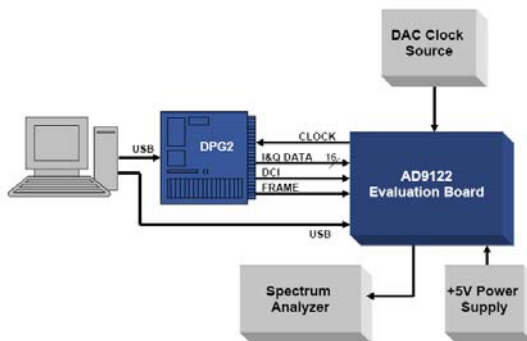 DAC Clock
Source
USB
DPG2
CLOCK
I&Q DATA 16
DCI
FRAME
AD9122
Evaluation Board
USB
Spectrum
Analyzer
+5V Power
Supply